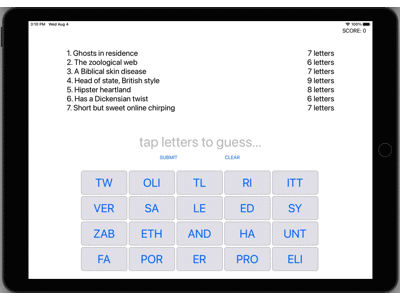 3:10 PM Wed Aug 4
100%
SCORE: 0
1. Ghosts in residence 7 letters
2. The zoological web 6 letters
3. A Biblical skin disease 7 letters
4. Head of state, British style 9 letters
5. Hipster heartland 8 letters
6. Has a Dickensian twist 6 letters
7. Short but sweet online chirping 7 letters
tap letters to guess...
SUBMIT CLEAR
TW OLI TL RI ITT
VER SA LE ED SY
ZAB ETH AND HA UNT
FA POR ER PRO ELI